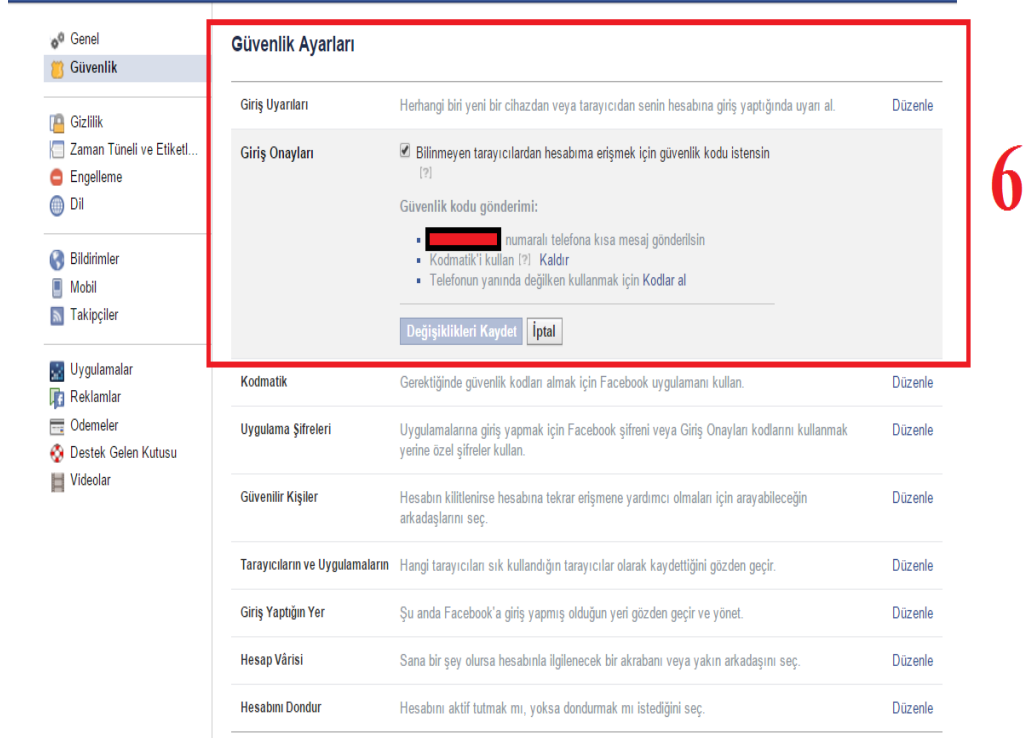 Genel
Güvenlik
Gizlilik
Zaman Tüneli ve Etiketl...
Engelleme
Dil
Bildirimler
Mobil
Takipçiler
Uygulamalar
Reklamlar
Ödemeler
Destek Gelen Kutusu
Videolar
Güvenlik Ayarları
Giriş Uyarıları Herhangi biri yeni bir cihazdan veya tarayıcıdan senin hesabına giriş yaptığında uyarı al. Düzenle
Giriş Onayları Bilinmeyen tarayıcılardan hesabıma erişmek için güvenlik kodu istensin
[?]
Güvenlik kodu gönderimi:
numaralı telefona kısa mesaj gönderilsin
Kodmatik'i kullan [?] Kaldır
Telefonun yanında değilken kullanmak için Kodlar al
Değişiklikleri Kaydet İptal
6
Kodmatik Gerektiğinde güvenlik kodları almak için Facebook uygulamanı kullan. Düzenle
Uygulama Şifreleri Uygulamalarına giriş yapmak için Facebook şifreni veya Giriş Onayları kodlarını kullanmak Düzenle
yerine özel şifreler kullan.
Güvenilir Kişiler Hesabın kilitlenirse hesabına tekrar erişmene yardımcı olmaları için arayabileceğin Düzenle
arkadaşlarını seç.
Tarayıcıların ve Uygulamaların Hangi tarayıcıları sık kullandığın tarayıcılar olarak kaydettiğini gözden geçir. Düzenle
Giriş Yaptığın Yer Şu anda Facebook'a giriş yapmış olduğun yeri gözden geçir ve yönet. Düzenle
Hesap Vârisi Sana bir şey olursa hesabınla ilgilenecek bir akrabanı veya yakın arkadaşını seç. Düzenle
Hesabını Dondur Hesabını aktif tutmak mı, yoksa dondurmak mı istediğini seç. Düzenle